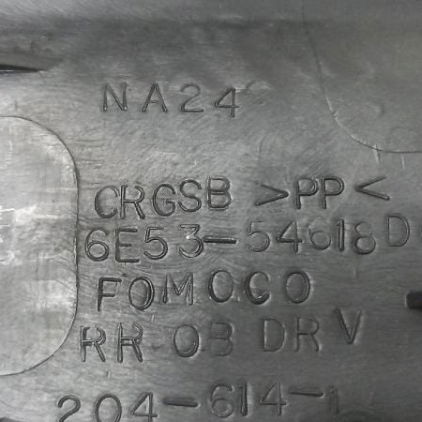 NA24
CRGSB >PP<
6E53-54618D
FOMOCO
RR OB DRV
204-614-1